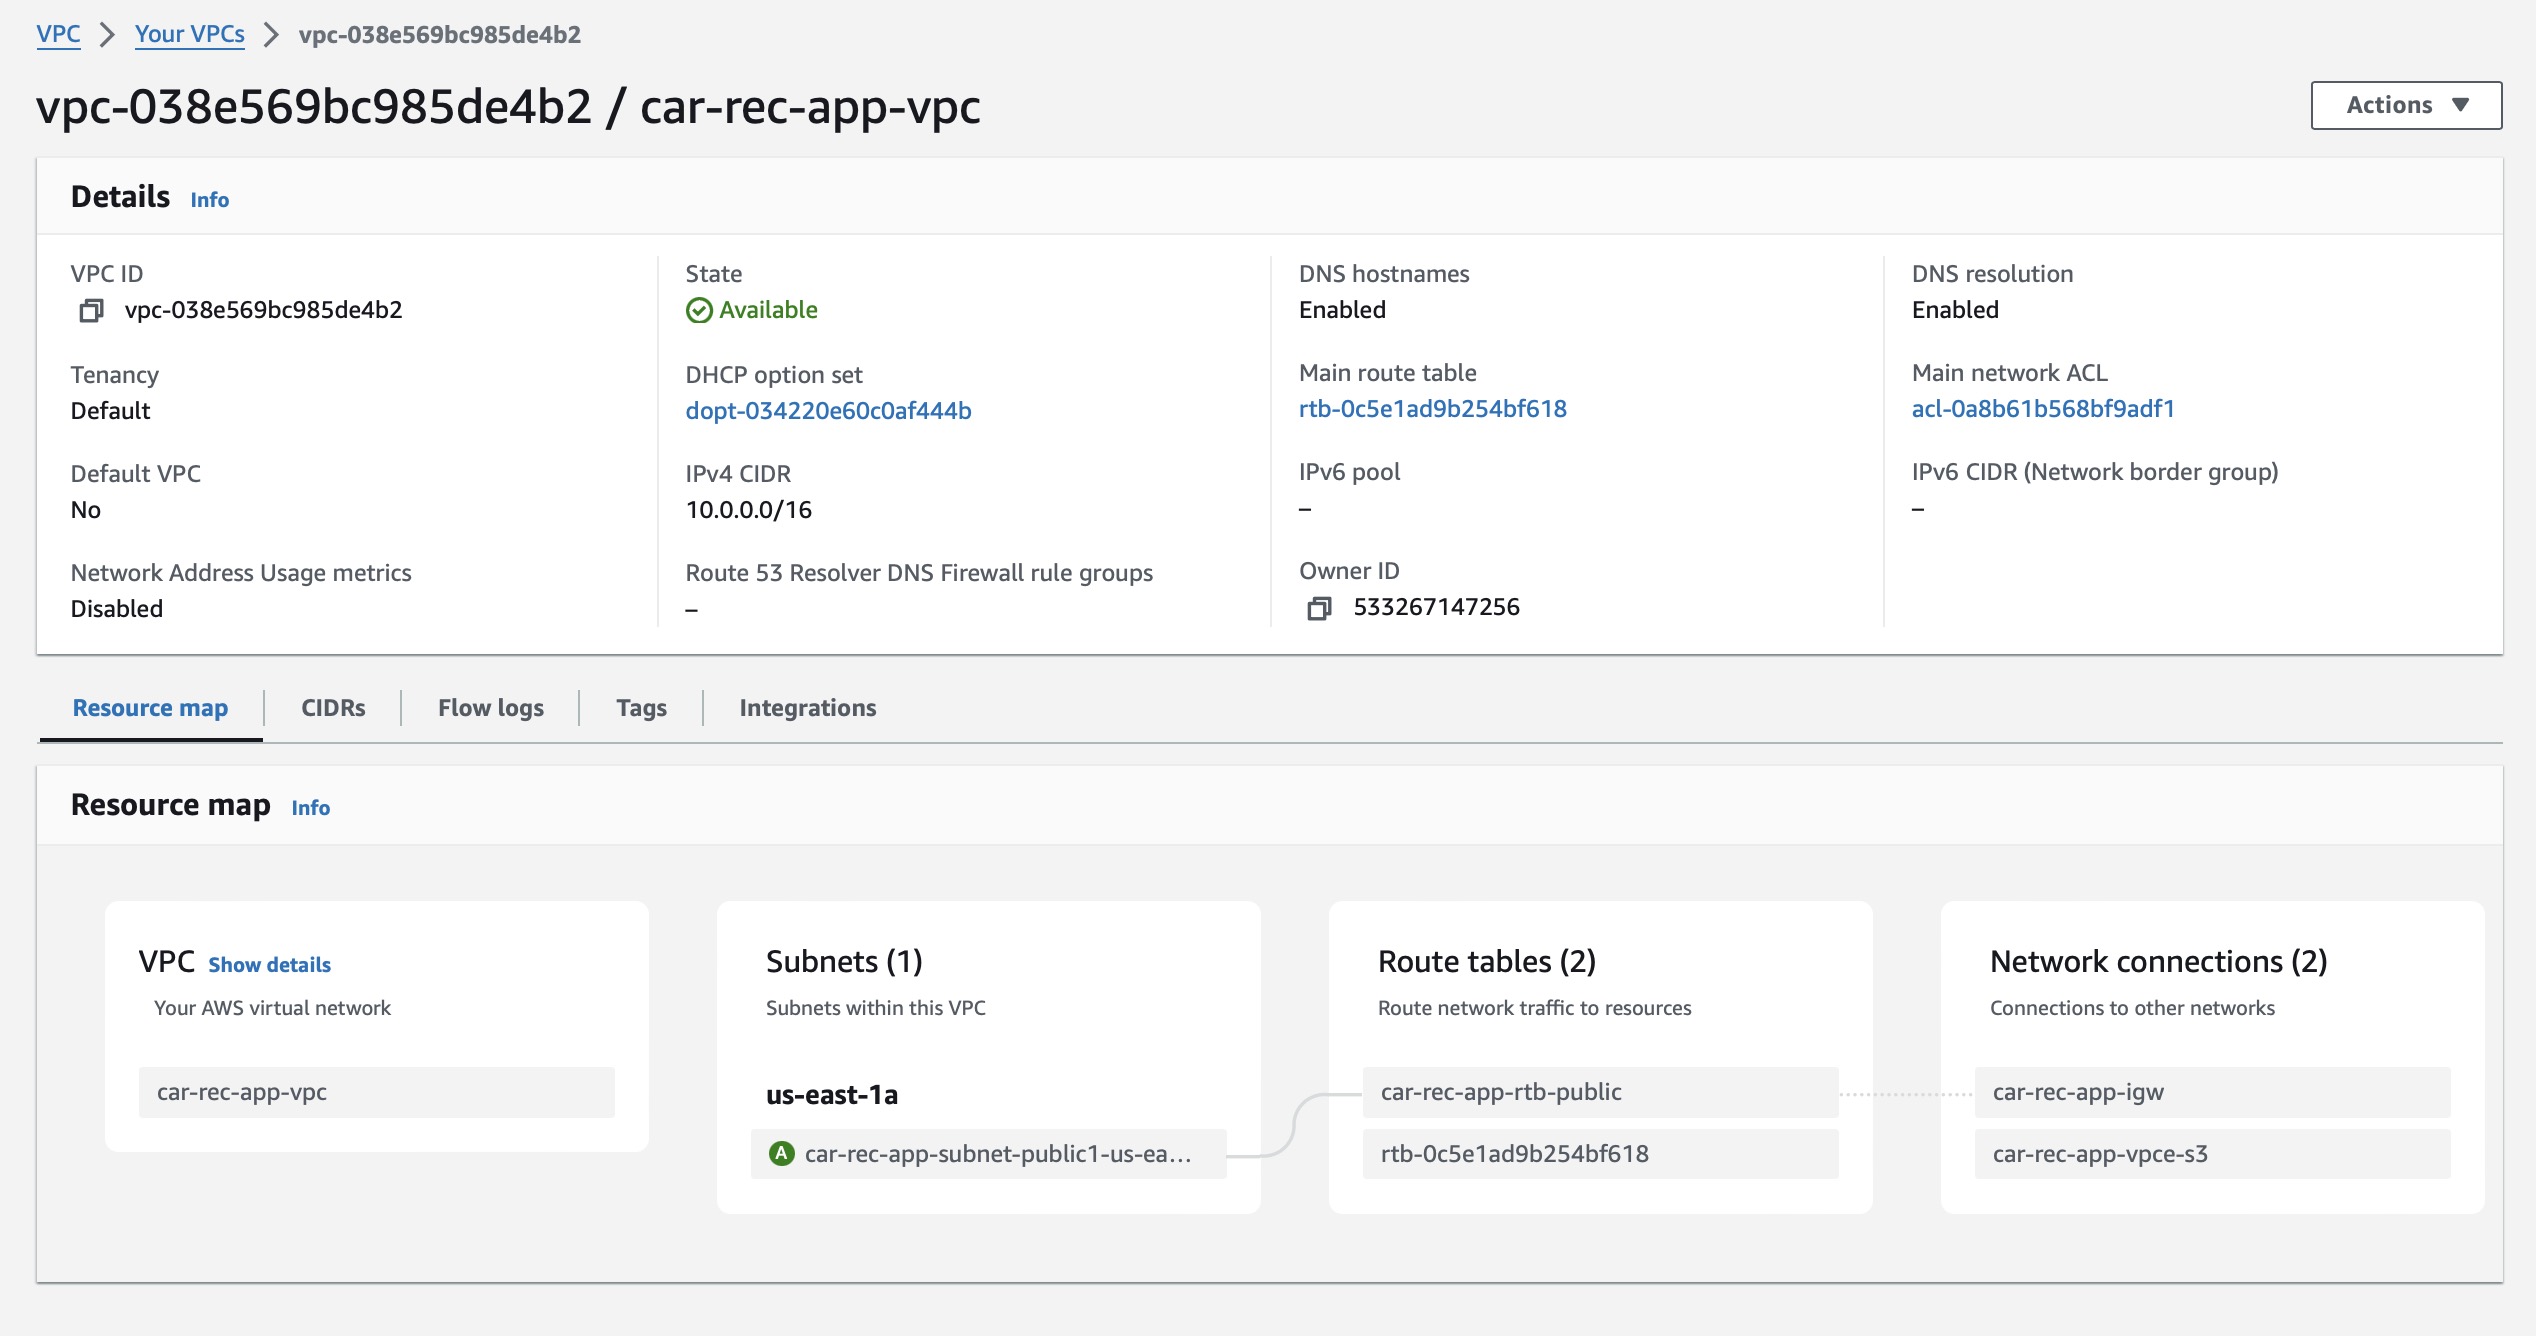 VPC > Your VPCs > vpc-038e569bc985de4b2
vpc-038e569bc985de4b2 / car-rec-app-vpc
Actions
Details Info
VPC ID
vpc-038e569bc985de4b2
State
Available
DNS hostnames
Enabled
DNS resolution
Enabled
Tenancy
Default
DHCP option set
dopt-034220e60c0af444b
Main route table
rtb-0c5e1ad9b254bf618
Main network ACL
acl-0a8b61b568bf9adf1
Default VPC
No
IPv4 CIDR
10.0.0.0/16
IPv6 pool
–
IPv6 CIDR (Network border group)
–
Network Address Usage metrics
Disabled
Route 53 Resolver DNS Firewall rule groups
–
Owner ID
533267147256
Resource map
CIDRs
Flow logs
Tags
Integrations
Resource map Info
VPC Show details
Your AWS virtual network
car-rec-app-vpc
Subnets (1)
Subnets within this VPC
us-east-1a
A car-rec-app-subnet-public1-us-ea...
Route tables (2)
Route network traffic to resources
car-rec-app-rtb-public
rtb-0c5e1ad9b254bf618
Network connections (2)
Connections to other networks
car-rec-app-igw
car-rec-app-vpce-s3